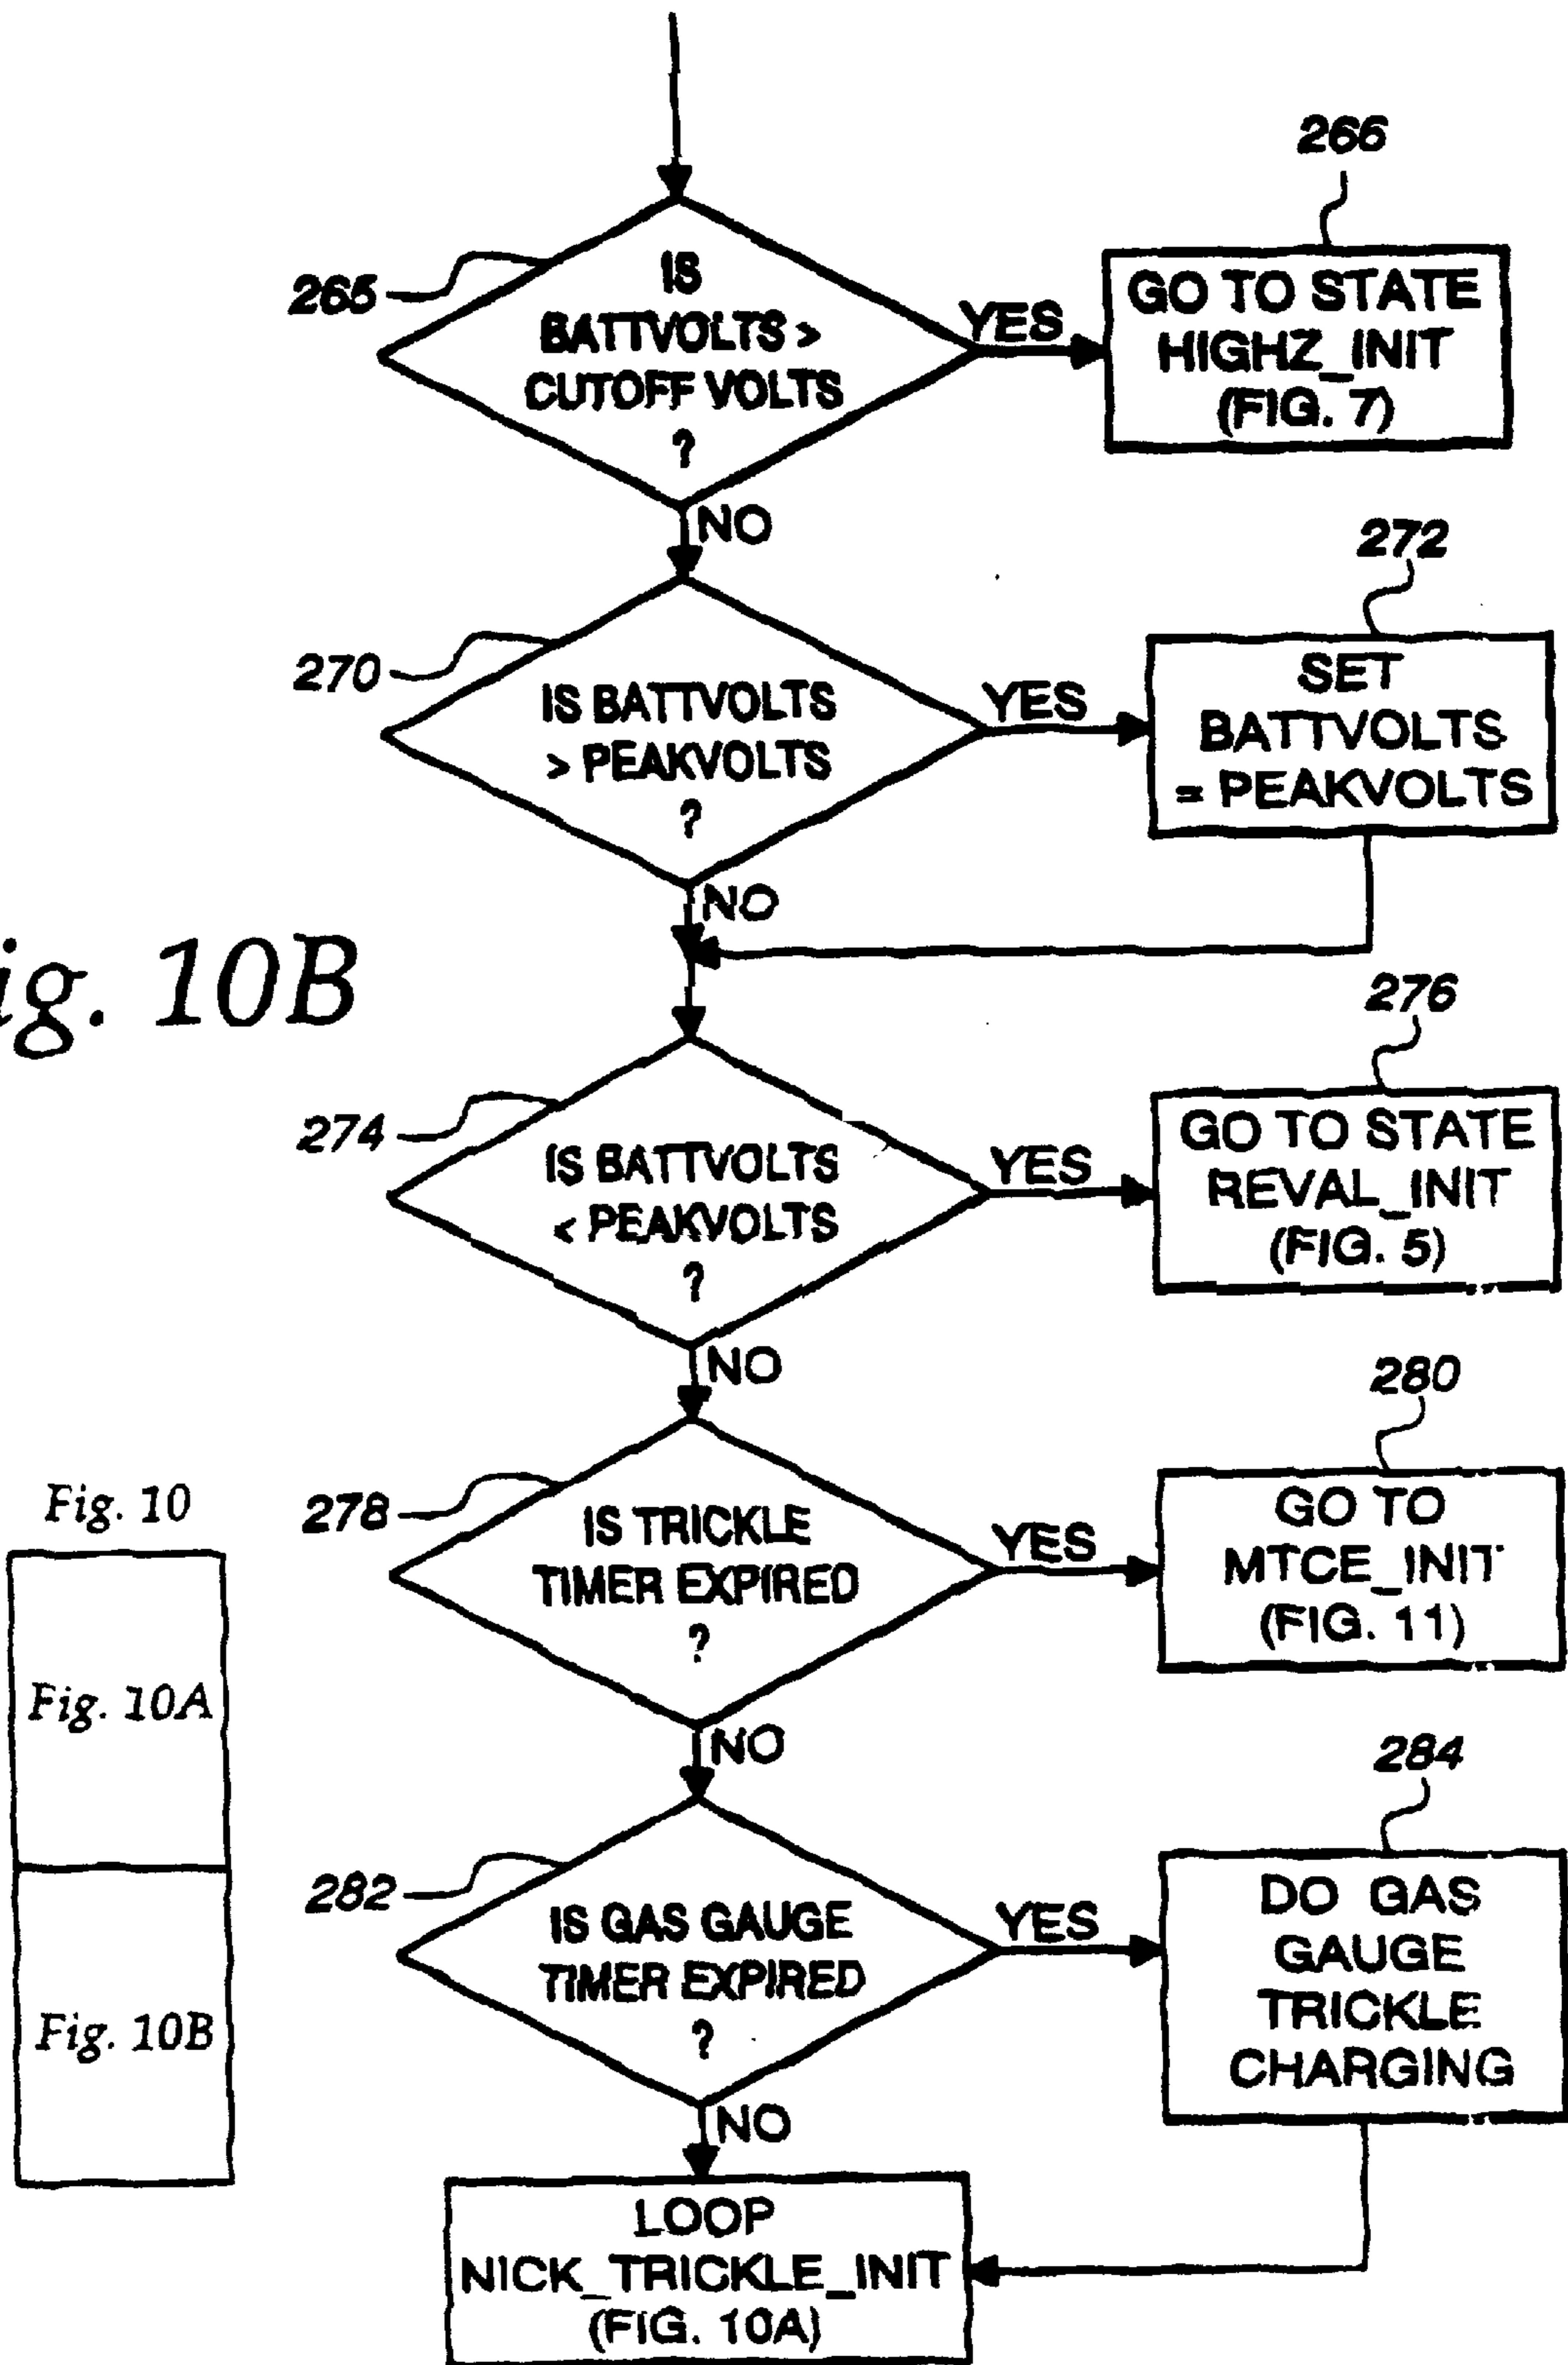 266
265
IS
BATTVOLTS >
CUTOFF VOLTS
?
YES
GO TO STATE
HIGHZ_INIT
(FIG. 7)
NO
272
270
IS BATTVOLTS
> PEAKVOLTS
?
YES
SET
BATTVOLTS
= PEAKVOLTS
NO
ig. 10B
276
274
IS BATTVOLTS
< PEAKVOLTS
?
YES
GO TO STATE
REVAL_INIT
(FIG. 5)
NO
280
278
IS TRICKLE
TIMER EXPIRED
?
YES
GO TO
MTCE_INIT
(FIG. 11)
NO
Fig. 10
Fig. 10A
Fig. 10B
284
282
IS GAS GAUGE
TIMER EXPIRED
?
YES
DO GAS
GAUGE
TRICKLE
CHARGING
NO
LOOP
NICK_TRICKLE_INIT
(FIG. 10A)